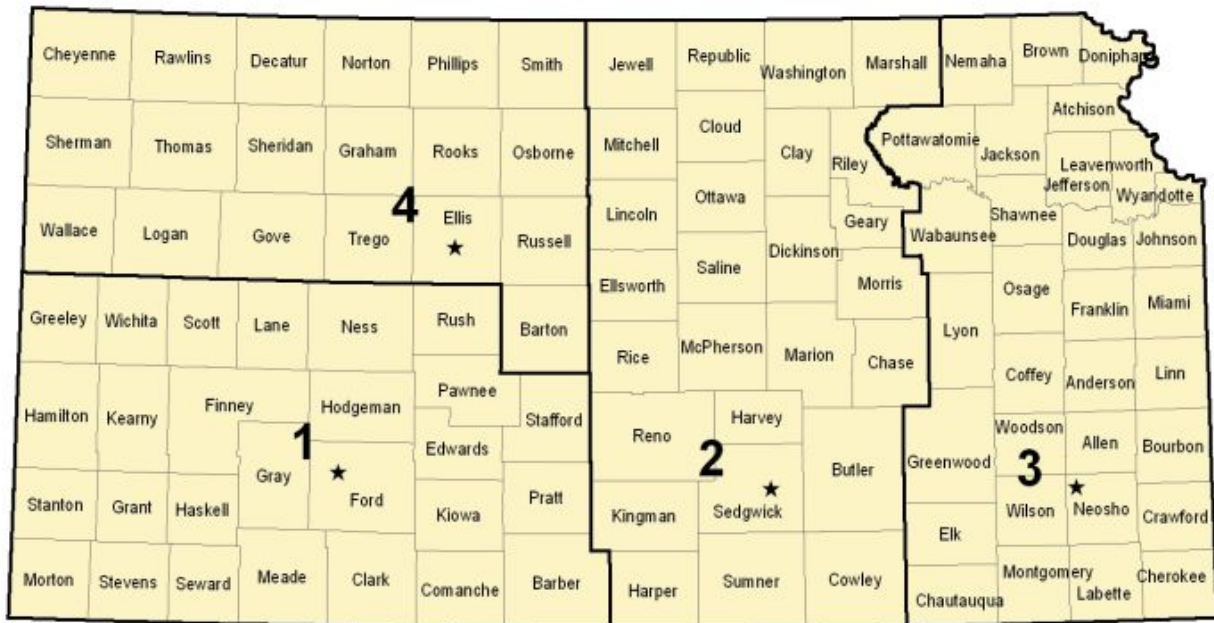 Cheyenne
Rawlins
Decatur
Norton
Phillips
Smith
Jewell
Republic
Washington
Marshall
Nemaha
Brown
Doniphan
Sherman
Thomas
Sheridan
Graham
Rooks
Osborne
Mitchell
Cloud
Clay
Riley
Pottawatomie
Jackson
Atchison
Leavenworth
Jefferson
Wyandotte
Wallace
Logan
Gove
Trego
4
Ellis
Russell
Lincoln
Ottawa
Geary
Dickinson
Wabaunsee
Shawnee
Douglas
Johnson
Ellsworth
Saline
Morris
Osage
Franklin
Miami
Greeley
Wichita
Scott
Lane
Ness
Rush
Barton
Rice
McPherson
Marion
Chase
Lyon
Coffey
Anderson
Linn
Hamilton
Kearny
Finney
Hodgeman
Pawnee
Stafford
Edwards
1
Gray
Ford
Reno
Harvey
2
Butler
Greenwood
Woodson
3
Allen
Bourbon
Stanton
Grant
Haskell
Kiowa
Pratt
Kingman
Sedgwick
Elk
Wilson
Neosho
Crawford
Morton
Stevens
Seward
Meade
Clark
Comanche
Barber
Harper
Sumner
Cowley
Chautauqua
Montgomery
Labette
Cherokee